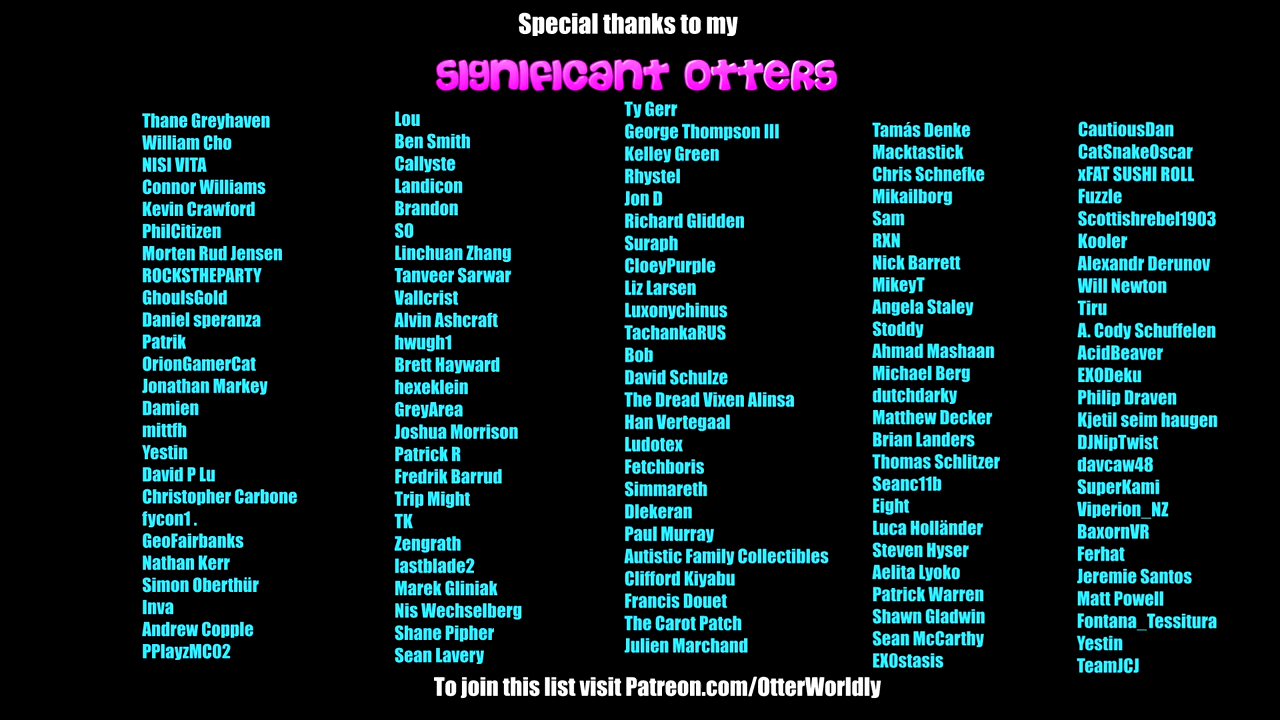 Special thanks to my
SIGNIFICANT OTTERS
Thane Greyhaven
William Cho
NISI VITA
Connor Williams
Kevin Crawford
PhilCitizen
Morten Rud Jensen
ROCKSTHEPARTY
GhoulsGold
Daniel speranza
Patrik
OrionGamerCat
Jonathan Markey
Damien
mittfh
Yestin
David P Lu
Christopher Carbone
fycon1 .
GeoFairbanks
Nathan Kerr
Simon Oberthür
Inva
Andrew Copple
PPlayzMC02
Lou
Ben Smith
Callyste
Landicon
Brandon
SO
Linchuan Zhang
Tanveer Sarwar
Vallcrist
Alvin Ashcraft
hwugh1
Brett Hayward
hexeklein
GreyArea
Joshua Morrison
Patrick R
Fredrik Barrud
Trip Might
TK
Zengrath
lastblade2
Marek Gliniak
Nis Wechselberg
Shane Pipher
Sean Lavery
Ty Gerr
George Thompson III
Kelley Green
Rhystel
Jon D
Richard Glidden
Suraph
CloeyPurple
Liz Larsen
Luxonychinus
TachankaRUS
Bob
David Schulze
The Dread Vixen Alinsa
Han Vertegaal
Ludotex
Fetchboris
Simmareth
Dlekeran
Paul Murray
Autistic Family Collectibles
Clifford Kiyabu
Francis Douet
The Carot Patch
Julien Marchand
Tamás Denke
Macktastick
Chris Schnefke
Mikailborg
Sam
RXN
Nick Barrett
MikeyT
Angela Staley
Stoddy
Ahmad Mashaan
Michael Berg
dutchdarky
Matthew Decker
Brian Landers
Thomas Schlitzer
Seanc11b
Eight
Luca Holländer
Steven Hyser
Aelita Lyoko
Patrick Warren
Shawn Gladwin
Sean McCarthy
EXOstasis
CautiousDan
CatSnakeOscar
xFAT SUSHI ROLL
Fuzzle
Scottishrebel1903
Kooler
Alexandr Derunov
Will Newton
Tiru
A. Cody Schuffelen
AcidBeaver
EXODeku
Philip Draven
Kjetil seim haugen
DJNipTwist
davcaw48
SuperKami
Viperion_NZ
BaxornVR
Ferhat
Jeremie Santos
Matt Powell
Fontana_Tessitura
Yestin
TeamJCJ
To join this list visit Patreon.com/OtterWorldly